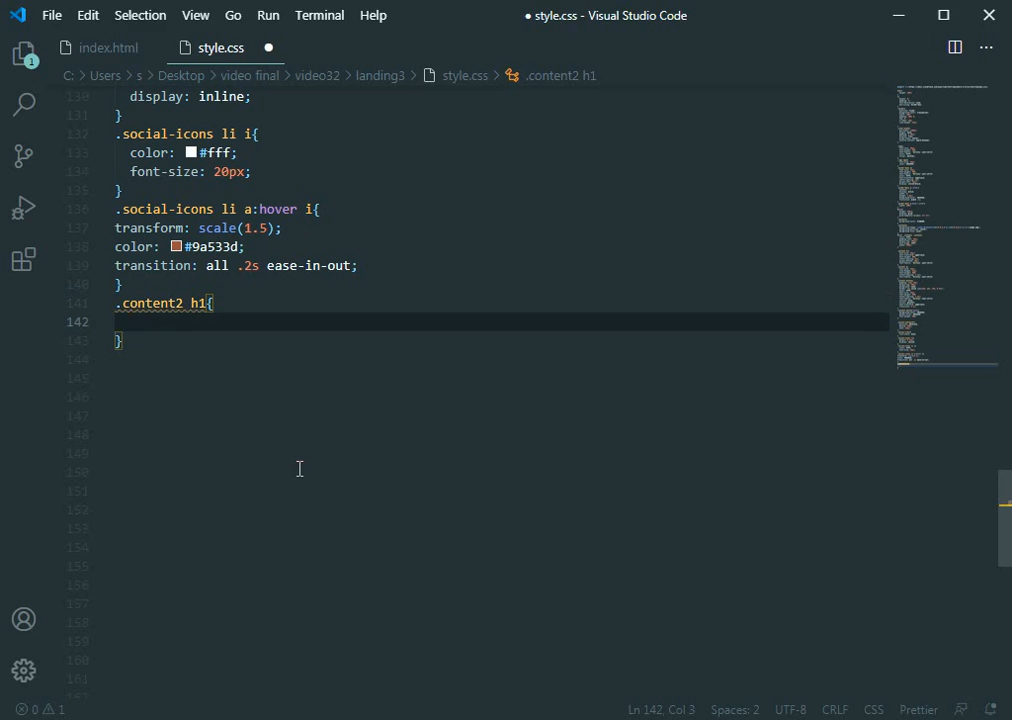 File Edit Selection View Go Run Terminal Help
● style.css - Visual Studio Code
index.html style.css
C: > Users > s > Desktop > video final > video32 > landing3 > style.css > .content2 h1
130 display: inline;
131 }
132 .social-icons li i{
133 color: #fff;
134 font-size: 20px;
135 }
136 .social-icons li a:hover i{
137 transform: scale(1.5);
138 color: #9a533d;
139 transition: all .2s ease-in-out;
140 }
141 .content2 h1{
142
143 }
144
145
146
147
148
149
150
151
152
153
154
155
156
157
158
159
160
161
1
0 1
Ln 142, Col 3 Spaces: 2 UTF-8 CRLF CSS Prettier